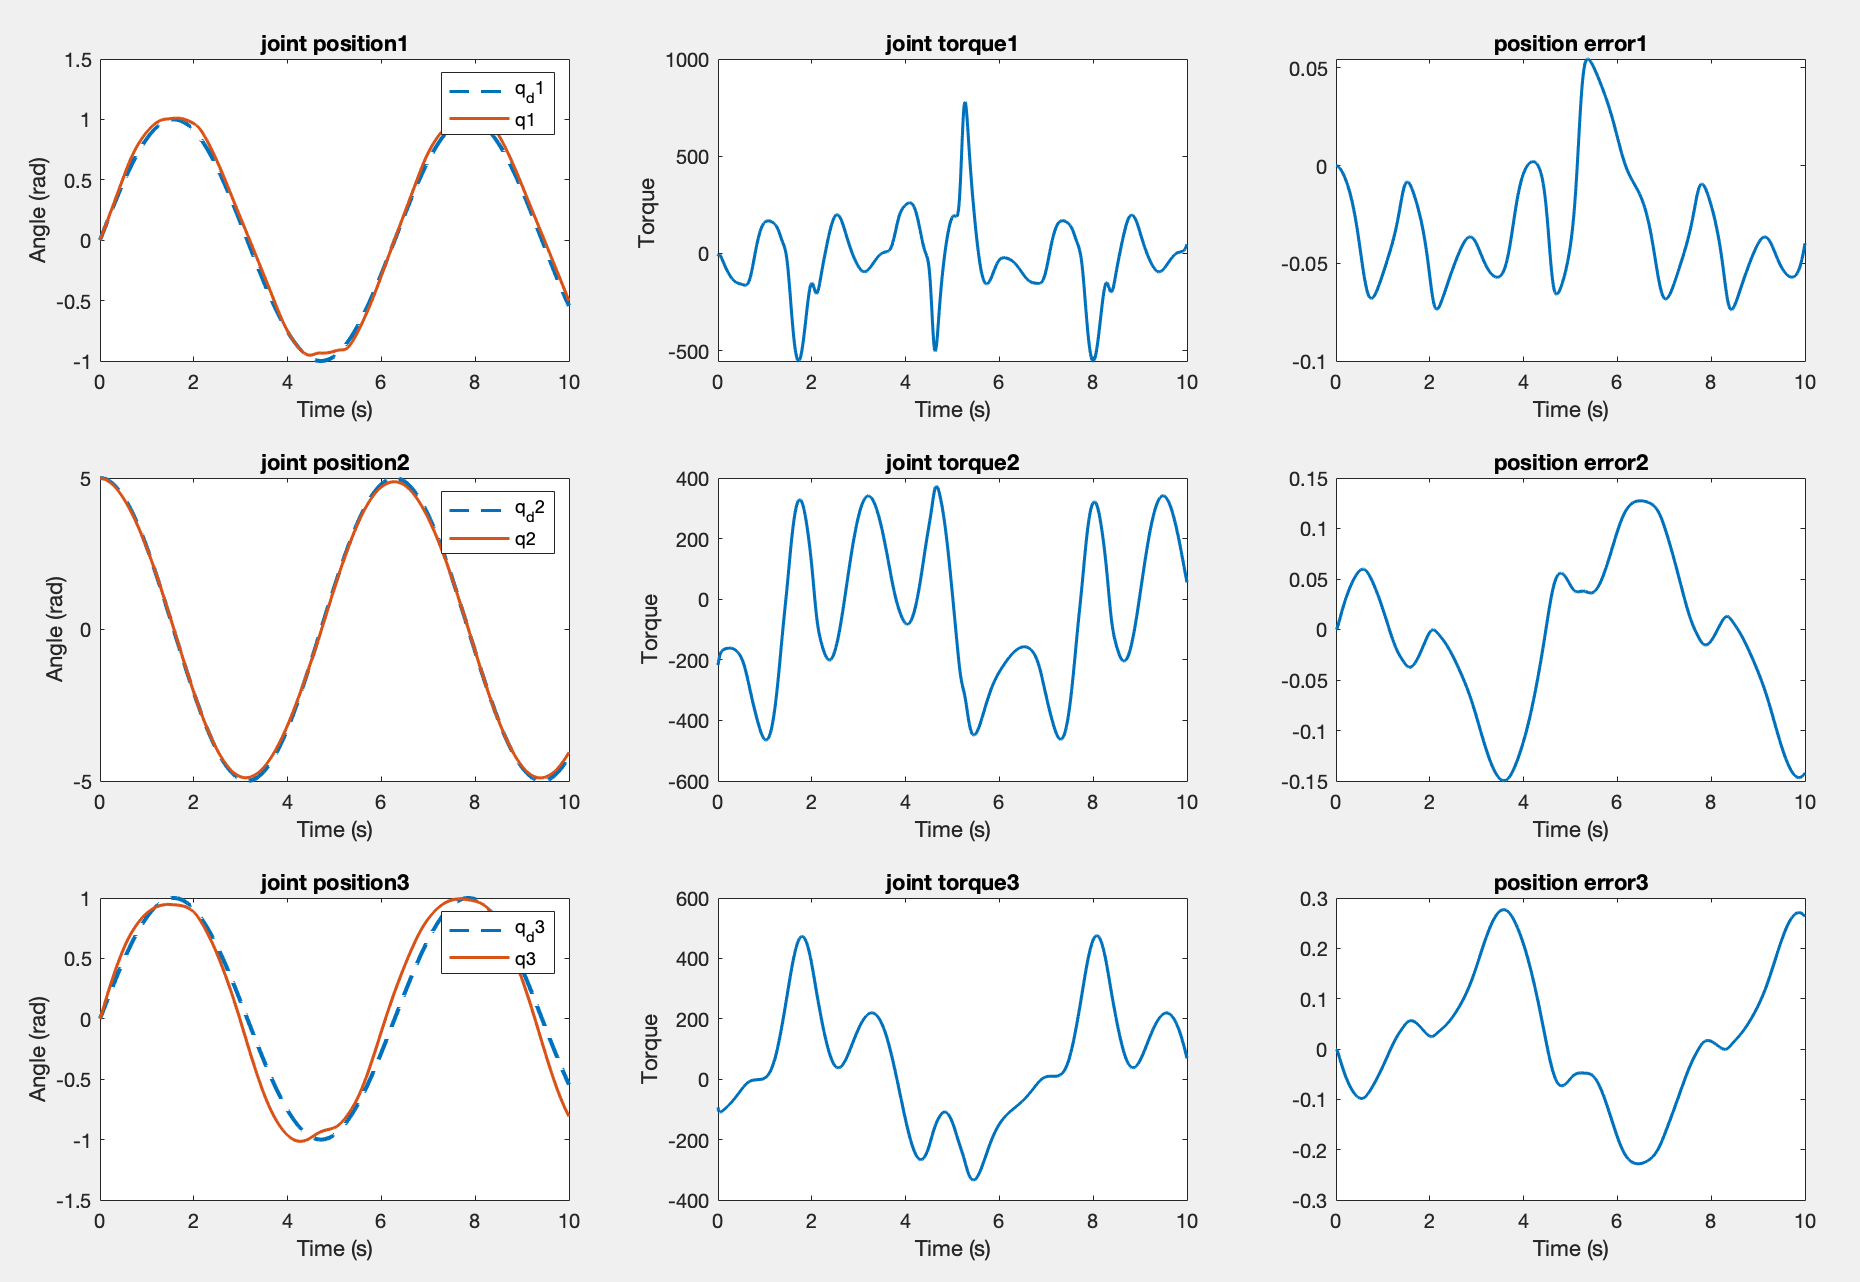 joint position1
1.5
1
0.5
0
-0.5
-1
Angle (rad)
q_d1
q1
0 2 4 6 8 10
Time (s)
joint torque1
1000
500
0
-500
Torque
0 2 4 6 8 10
Time (s)
position error1
0.05
0
-0.05
-0.1
0 2 4 6 8 10
Time (s)
joint position2
5
0
-5
Angle (rad)
q_d2
q2
0 2 4 6 8 10
Time (s)
joint torque2
400
200
0
-200
-400
-600
Torque
0 2 4 6 8 10
Time (s)
position error2
0.15
0.1
0.05
0
-0.05
-0.1
-0.15
0 2 4 6 8 10
Time (s)
joint position3
1
0.5
0
-0.5
-1
-1.5
Angle (rad)
q_d3
q3
0 2 4 6 8 10
Time (s)
joint torque3
600
400
200
0
-200
-400
Torque
0 2 4 6 8 10
Time (s)
position error3
0.3
0.2
0.1
0
-0.1
-0.2
-0.3
0 2 4 6 8 10
Time (s)